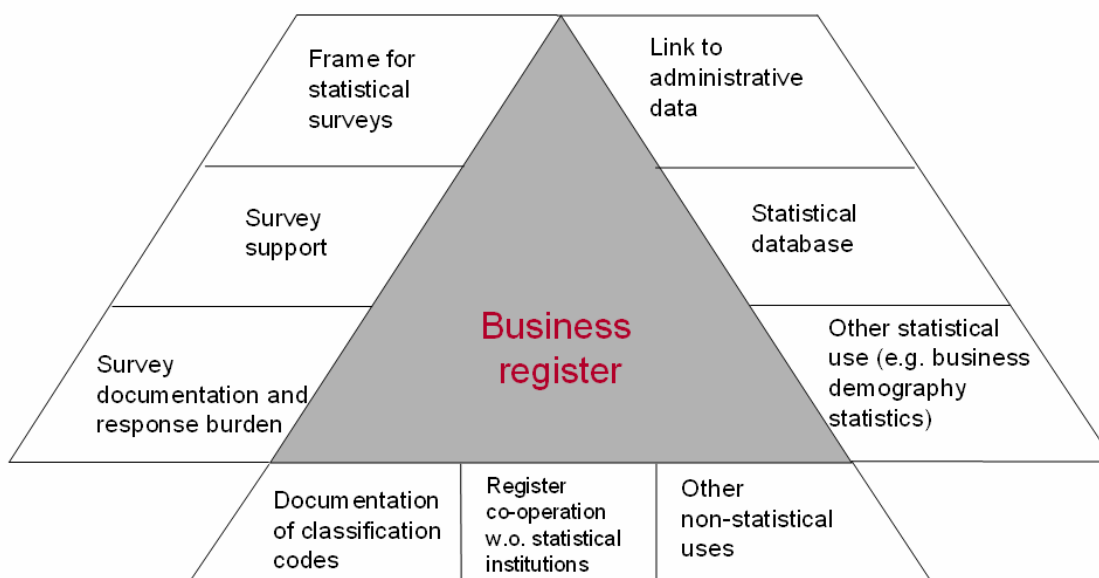 Frame for
statistical
surveys
Link to
administrative
data
Survey
support
Statistical
database
Business
register
Survey
documentation and
response burden
Other statistical
use (e.g. business
demography
statistics)
Documentation
of classification
codes
Register
co-operation
w.o. statistical
institutions
Other
non-statistical
uses